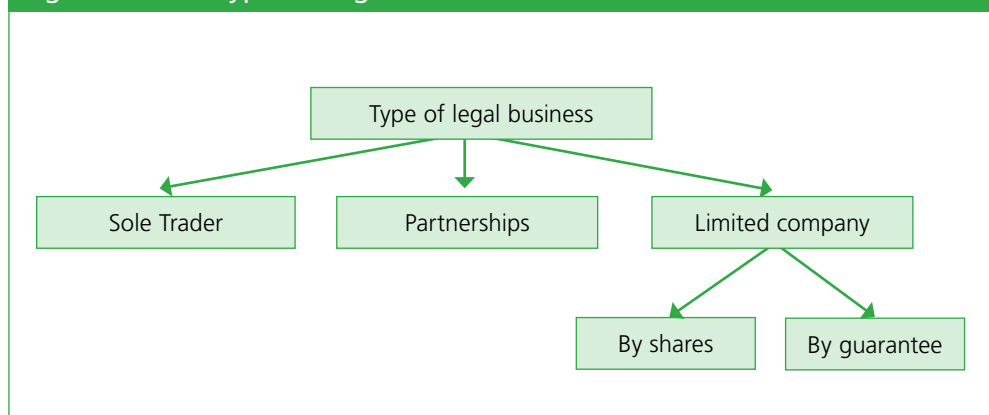 Type of legal business
Sole Trader
Partnerships
Limited company
By shares
By guarantee